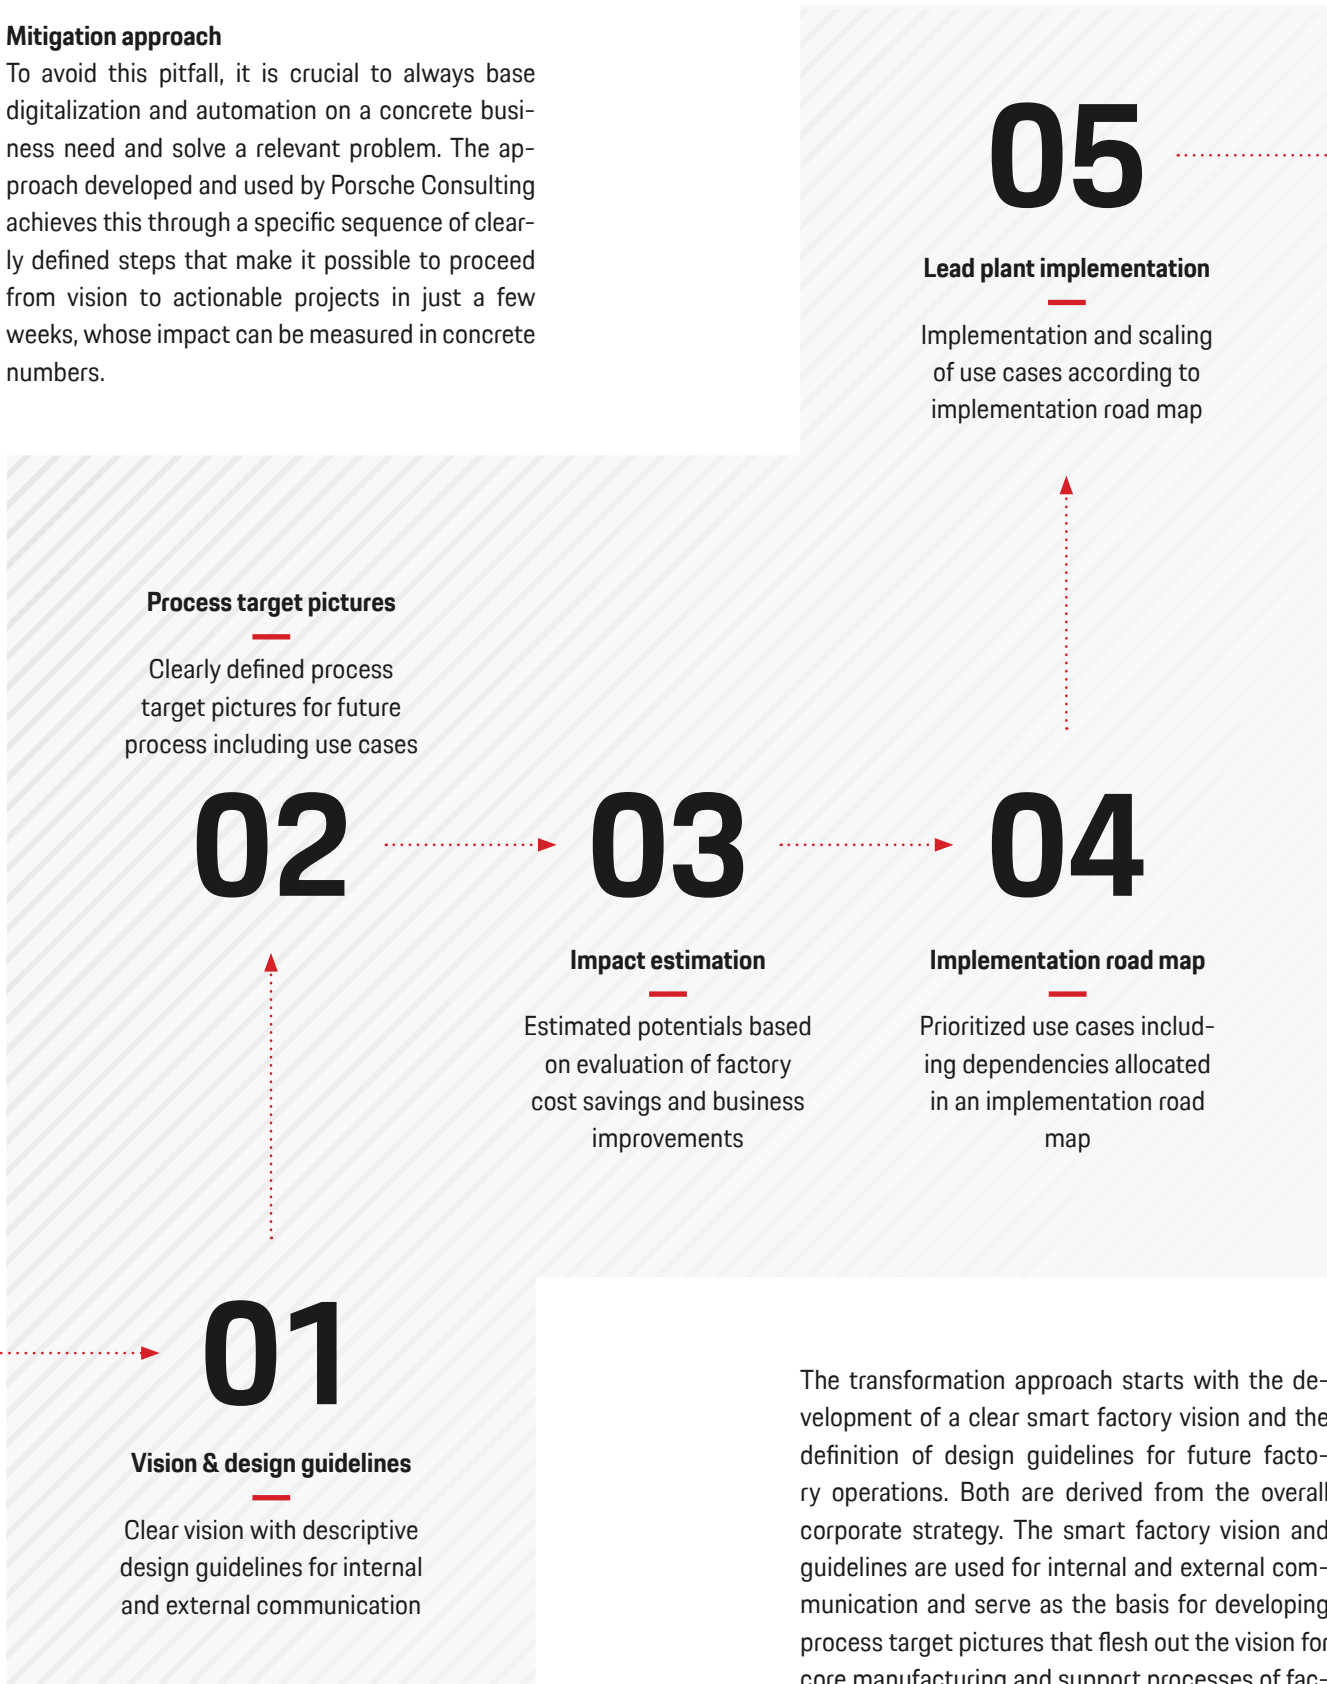 Mitigation approach
To avoid this pitfall, it is crucial to always base
digitalization and automation on a concrete busi-
ness need and solve a relevant problem. The ap-
proach developed and used by Porsche Consulting
achieves this through a specific sequence of clear-
ly defined steps that make it possible to proceed
from vision to actionable projects in just a few
weeks, whose impact can be measured in concrete
numbers.
05
Lead plant implementation
Implementation and scaling
of use cases according to
implementation road map
Process target pictures
Clearly defined process
target pictures for future
process including use cases
02
03
Impact estimation
Estimated potentials based
on evaluation of factory
cost savings and business
improvements
04
Implementation road map
Prioritized use cases includ-
ing dependencies allocated
in an implementation road
map
01
Vision & design guidelines
Clear vision with descriptive
design guidelines for internal
and external communication
The transformation approach starts with the de-
velopment of a clear smart factory vision and the
definition of design guidelines for future facto-
ry operations. Both are derived from the overall
corporate strategy. The smart factory vision and
guidelines are used for internal and external com-
munication and serve as the basis for developing
process target pictures that flesh out the vision for
core manufacturing and support processes of fac-